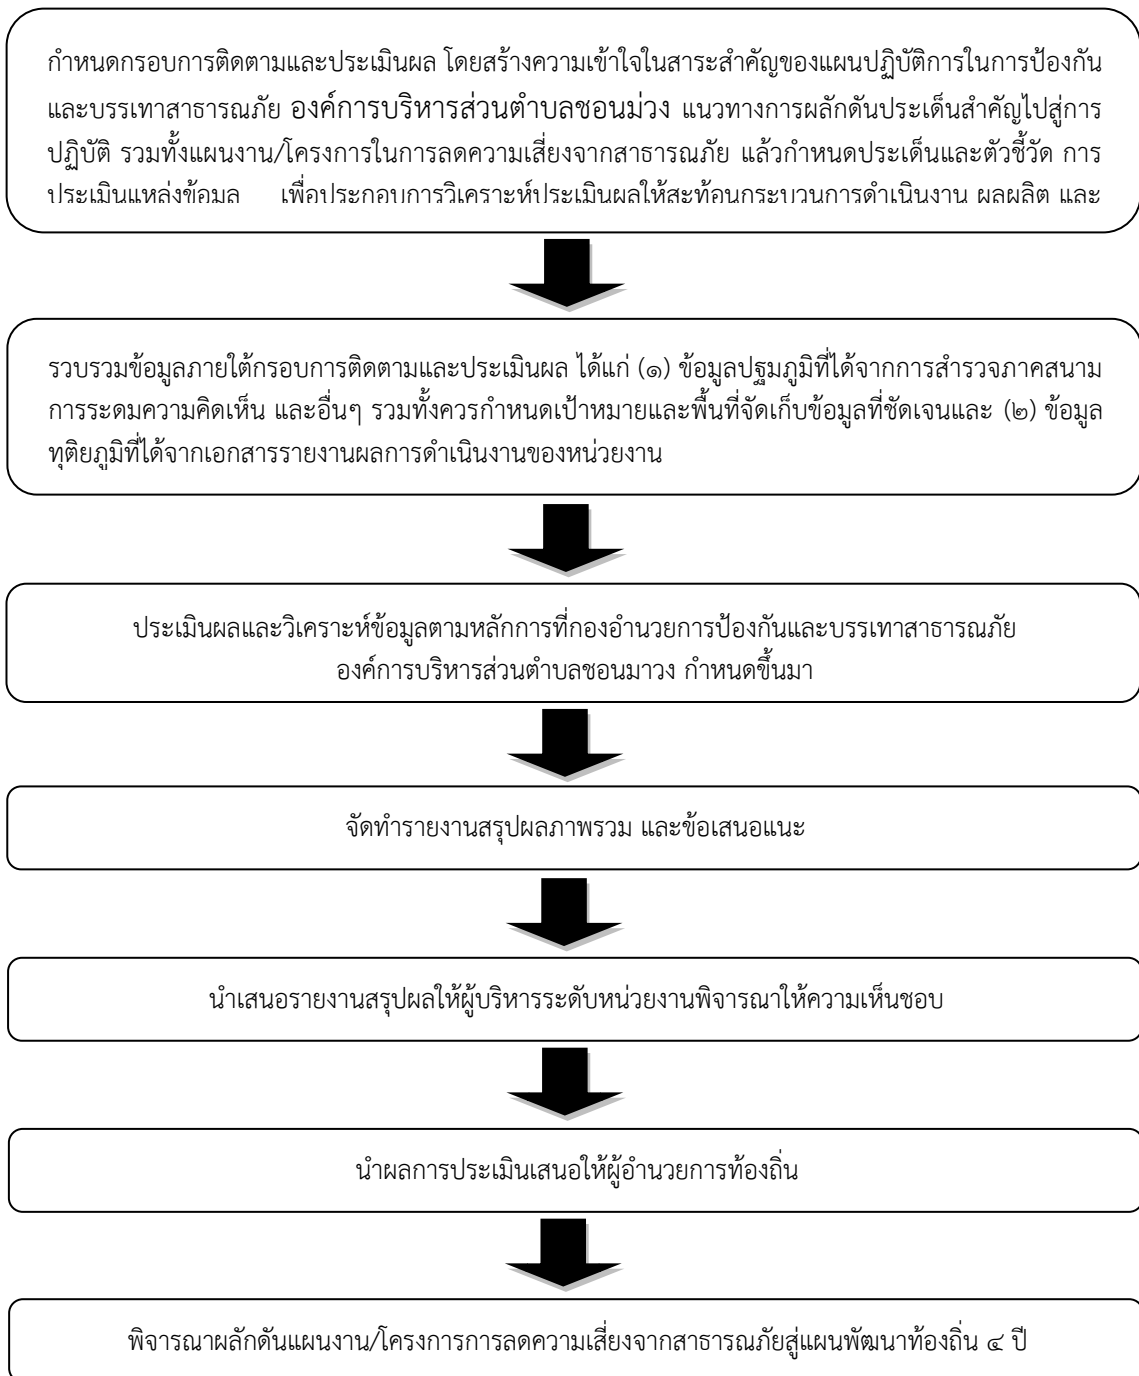 กำหนดกรอบการติดตามและประเมินผล โดยสร้างความเข้าใจในสาระสำคัญของแผนปฏิบัติการในการป้องกัน
และบรรเทาสาธารณภัย องค์การบริหารส่วนตำบลชอนม่วง แนวทางการผลักดันประเด็นสำคัญไปสู่การ
ปฏิบัติ รวมทั้งแผนงาน/โครงการในการลดความเสี่ยงจากสาธารณภัย แล้วกำหนดประเด็นและตัวชี้วัด การ
ประเมินแหล่งข้อมูล เพื่อประกอบการวิเคราะห์ประเมินผลให้สะท้อนกระบวนการดำเนินงาน ผลผลิต และ
รวบรวมข้อมูลภายใต้กรอบการติดตามและประเมินผล ได้แก่ (๑) ข้อมูลปฐมภูมิที่ได้จากการสำรวจภาคสนาม
การระดมความคิดเห็น และอื่นๆ รวมทั้งควรกำหนดเป้าหมายและพื้นที่จัดเก็บข้อมูลที่ชัดเจนและ (๒) ข้อมูล
ทุติยภูมิที่ได้จากเอกสารรายงานผลการดำเนินงานของหน่วยงาน
ประเมินผลและวิเคราะห์ข้อมูลตามหลักการที่กองอำนวยการป้องกันและบรรเทาสาธารณภัย
องค์การบริหารส่วนตำบลชอนมาวง กำหนดขึ้นมา
จัดทำรายงานสรุปผลภาพรวม และข้อเสนอแนะ
นำเสนอรายงานสรุปผลให้ผู้บริหารระดับหน่วยงานพิจารณาให้ความเห็นชอบ
นำผลการประเมินเสนอให้ผู้อำนวยการท้องถิ่น
พิจารณาผลักดันแผนงาน/โครงการการลดความเสี่ยงจากสาธารณภัยสู่แผนพัฒนาท้องถิ่น ๔ ปี